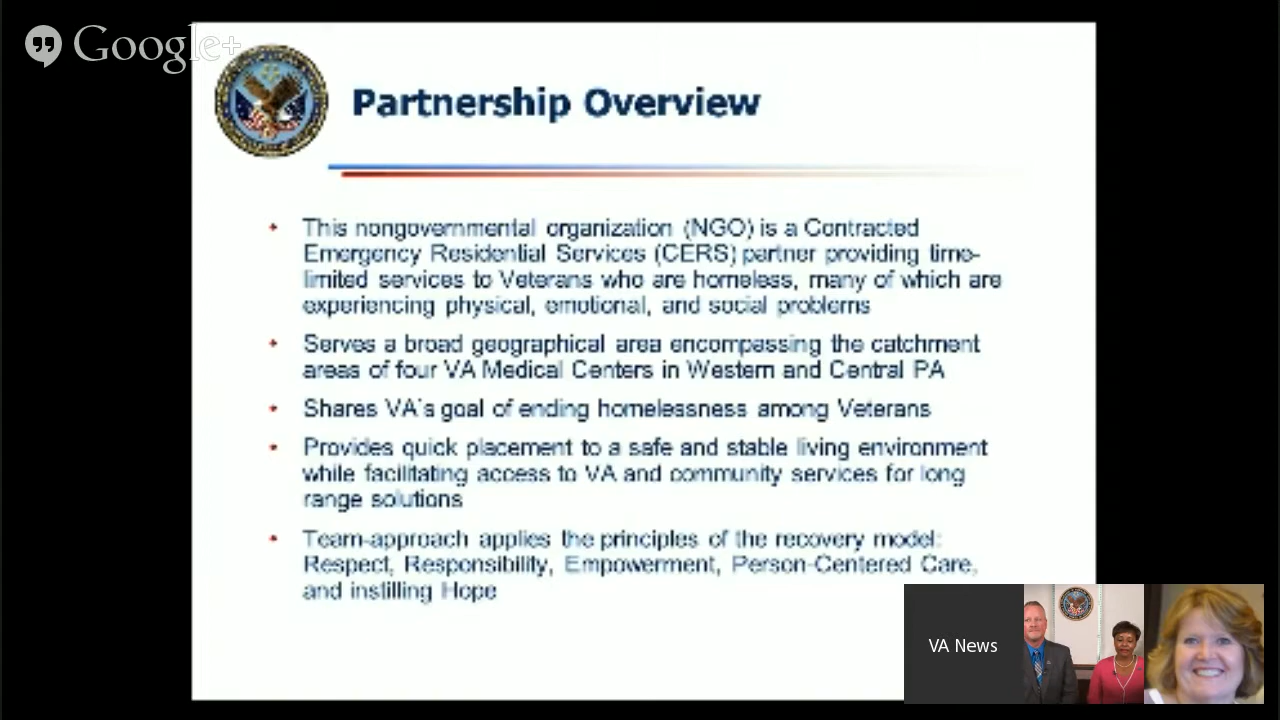 Google+
Partnership Overview
• This nongovernmental organization (NGO) is a Contracted
Emergency Residential Services (CERS) partner providing time-
limited services to Veterans who are homeless, many of which are
experiencing physical, emotional, and social problems
• Serves a broad geographical area encompassing the catchment
areas of four VA Medical Centers in Western and Central PA
• Shares VA's goal of ending homelessness among Veterans
• Provides quick placement to a safe and stable living environment
while facilitating access to VA and community services for long
range solutions
• Team-approach applies the principles of the recovery model:
Respect, Responsibility, Empowerment, Person-Centered Care,
and instilling Hope
VA News